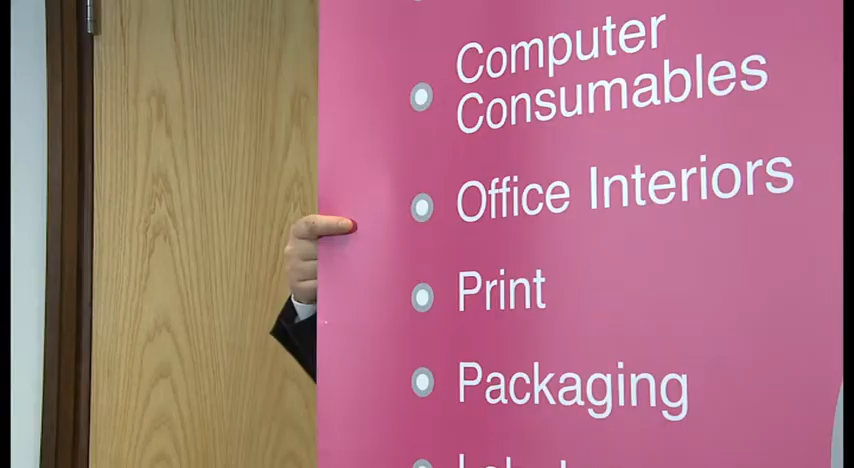 Computer
Consumables
Office Interiors
Print
Packaging